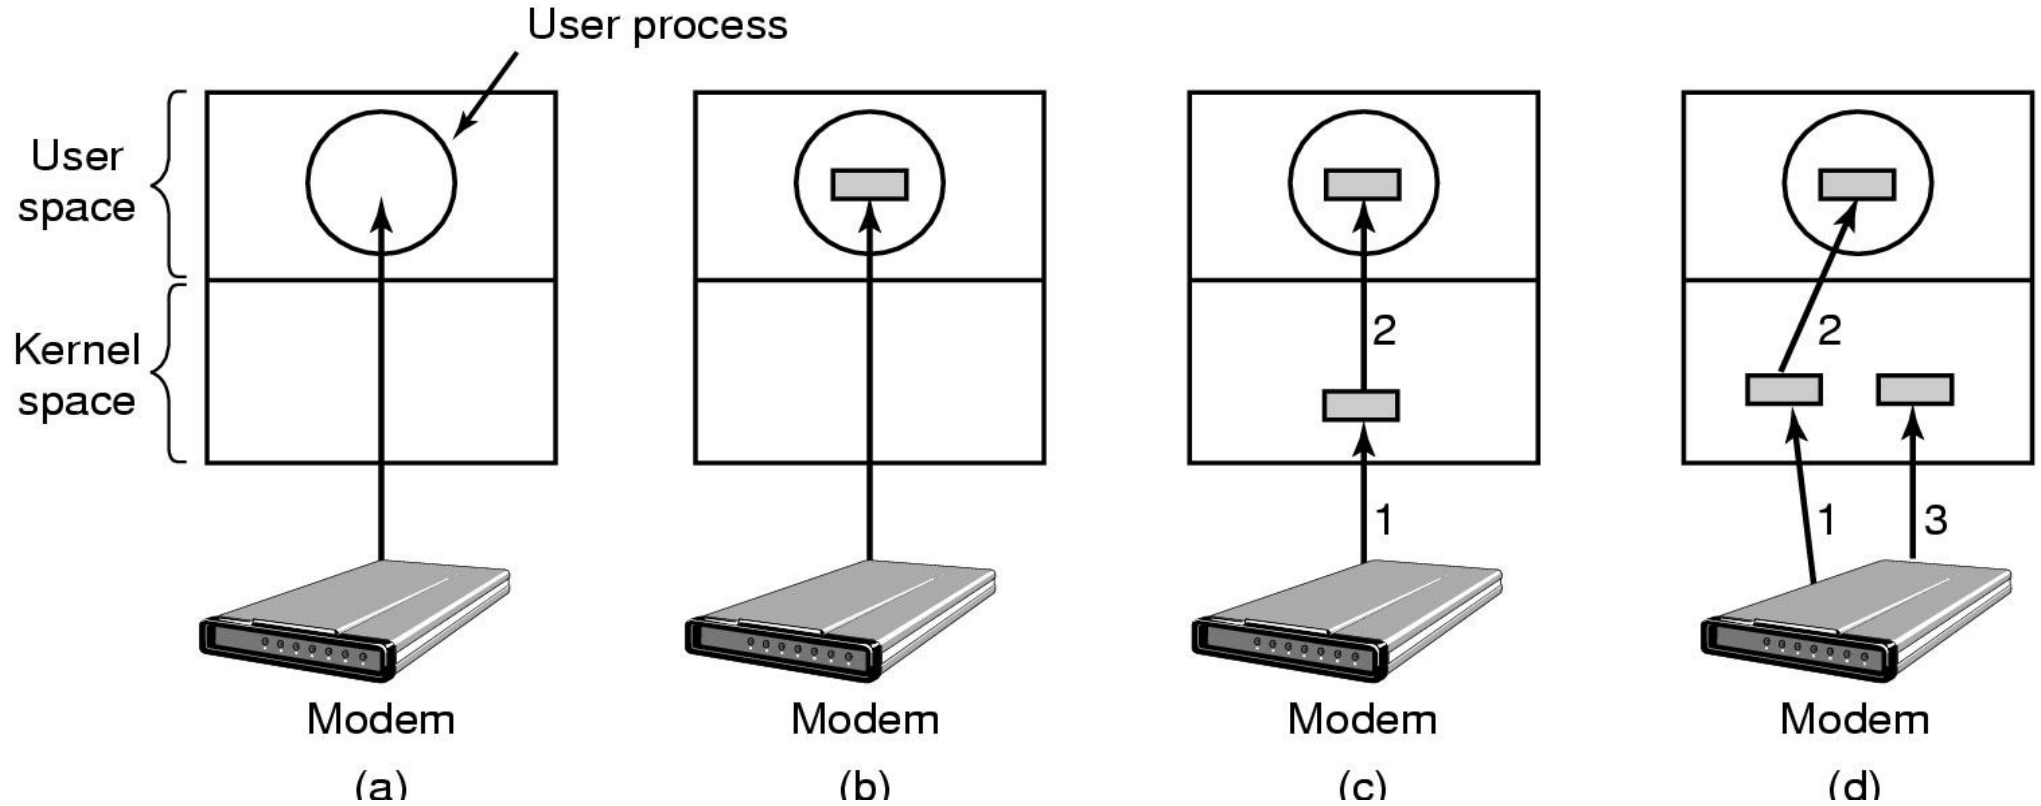 User process
User
space
Kernel
space
2
1
2
1
3
Modem
Modem
Modem
Modem
(a)
(b)
(c)
(d)